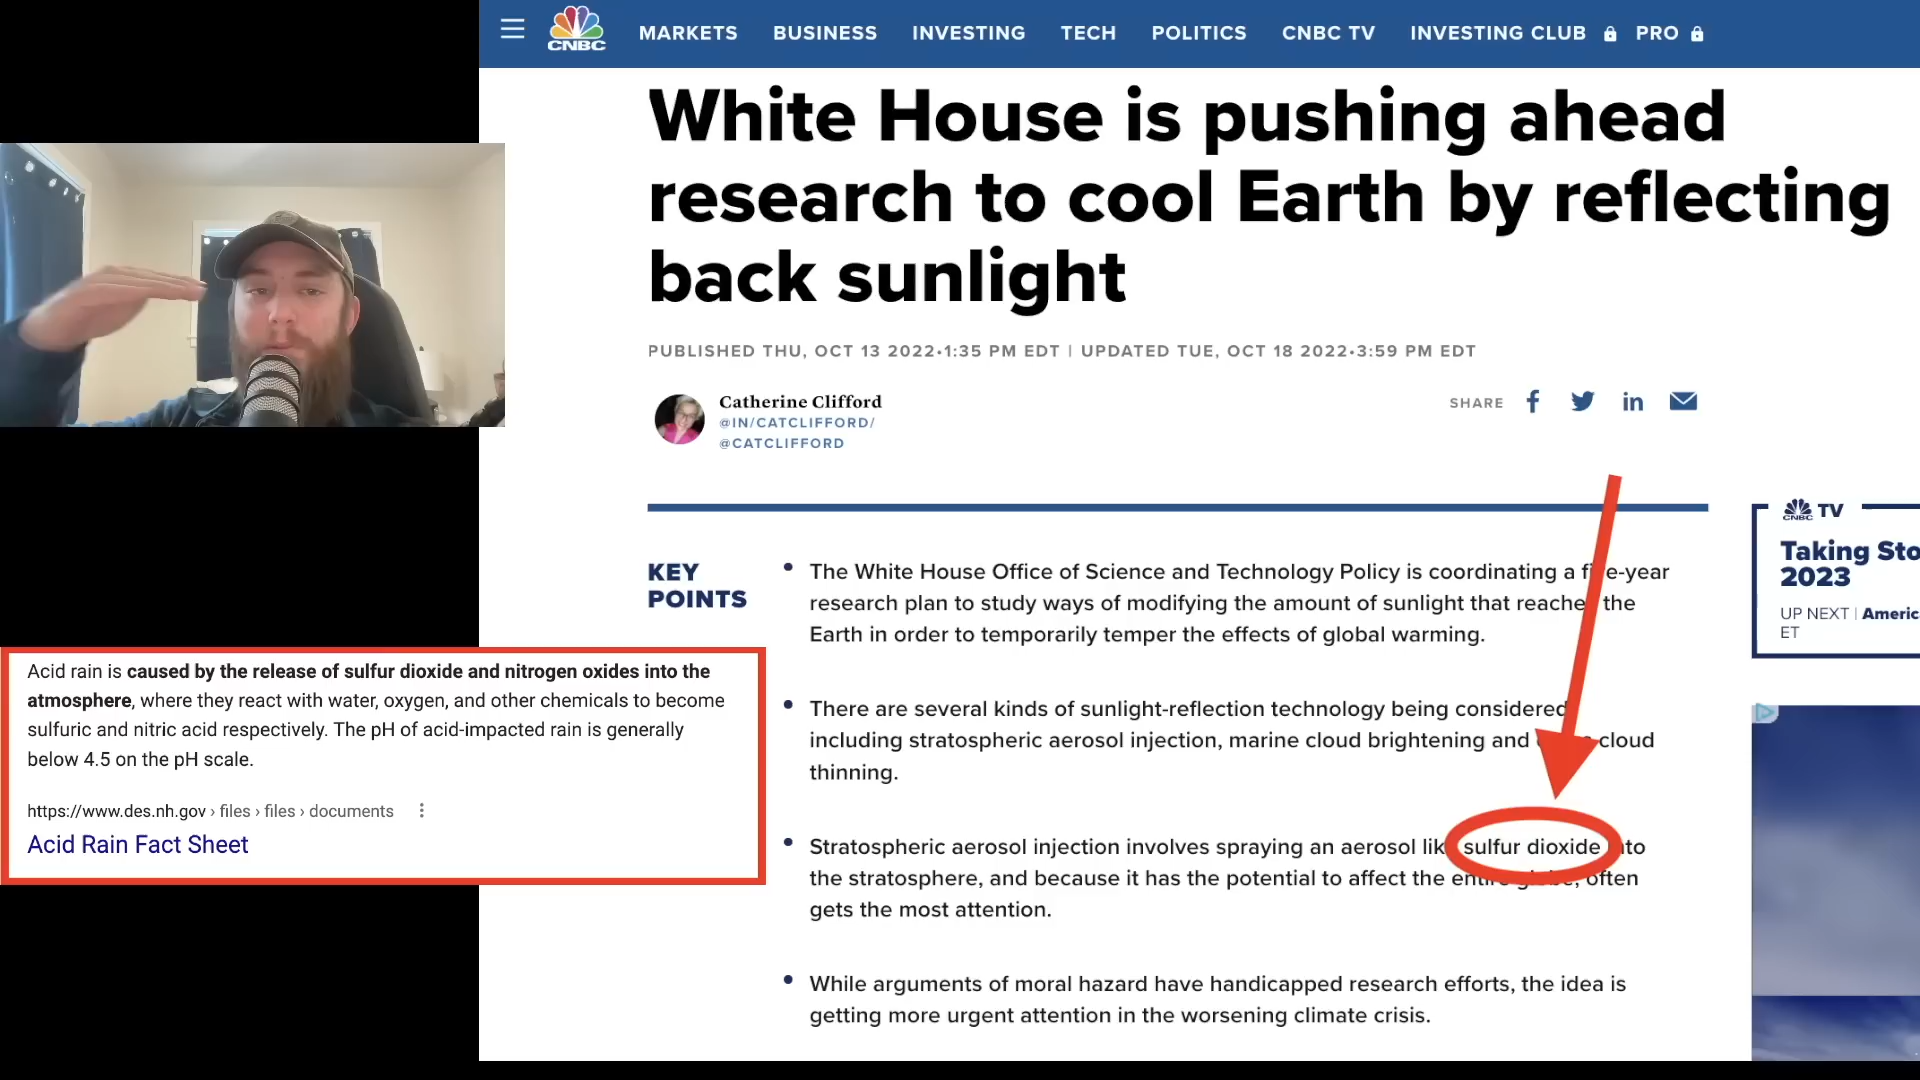 CNBC
MARKETS BUSINESS INVESTING TECH POLITICS CNBC TV INVESTING CLUB PRO
White House is pushing ahead
research to cool Earth by reflecting
back sunlight
PUBLISHED THU, OCT 13 2022•1:35 PM EDT | UPDATED TUE, OCT 18 2022•3:59 PM EDT
Catherine Clifford
@IN/CATCLIFFORD/
@CATCLIFFORD
SHARE
KEY
POINTS
• The White House Office of Science and Technology Policy is coordinating a five-year
research plan to study ways of modifying the amount of sunlight that reaches the
Earth in order to temporarily temper the effects of global warming.
• There are several kinds of sunlight-reflection technology being considered
including stratospheric aerosol injection, marine cloud brightening and cloud
thinning.
• Stratospheric aerosol injection involves spraying an aerosol like sulfur dioxide into
the stratosphere, and because it has the potential to affect the entire globe, often
gets the most attention.
• While arguments of moral hazard have handicapped research efforts, the idea is
getting more urgent attention in the worsening climate crisis.
CNBC TV
Taking Sto
2023
UP NEXT | Americ
ET
Acid rain is caused by the release of sulfur dioxide and nitrogen oxides into the
atmosphere, where they react with water, oxygen, and other chemicals to become
sulfuric and nitric acid respectively. The pH of acid-impacted rain is generally
below 4.5 on the pH scale.
https://www.des.nh.gov › files › files › documents
Acid Rain Fact Sheet